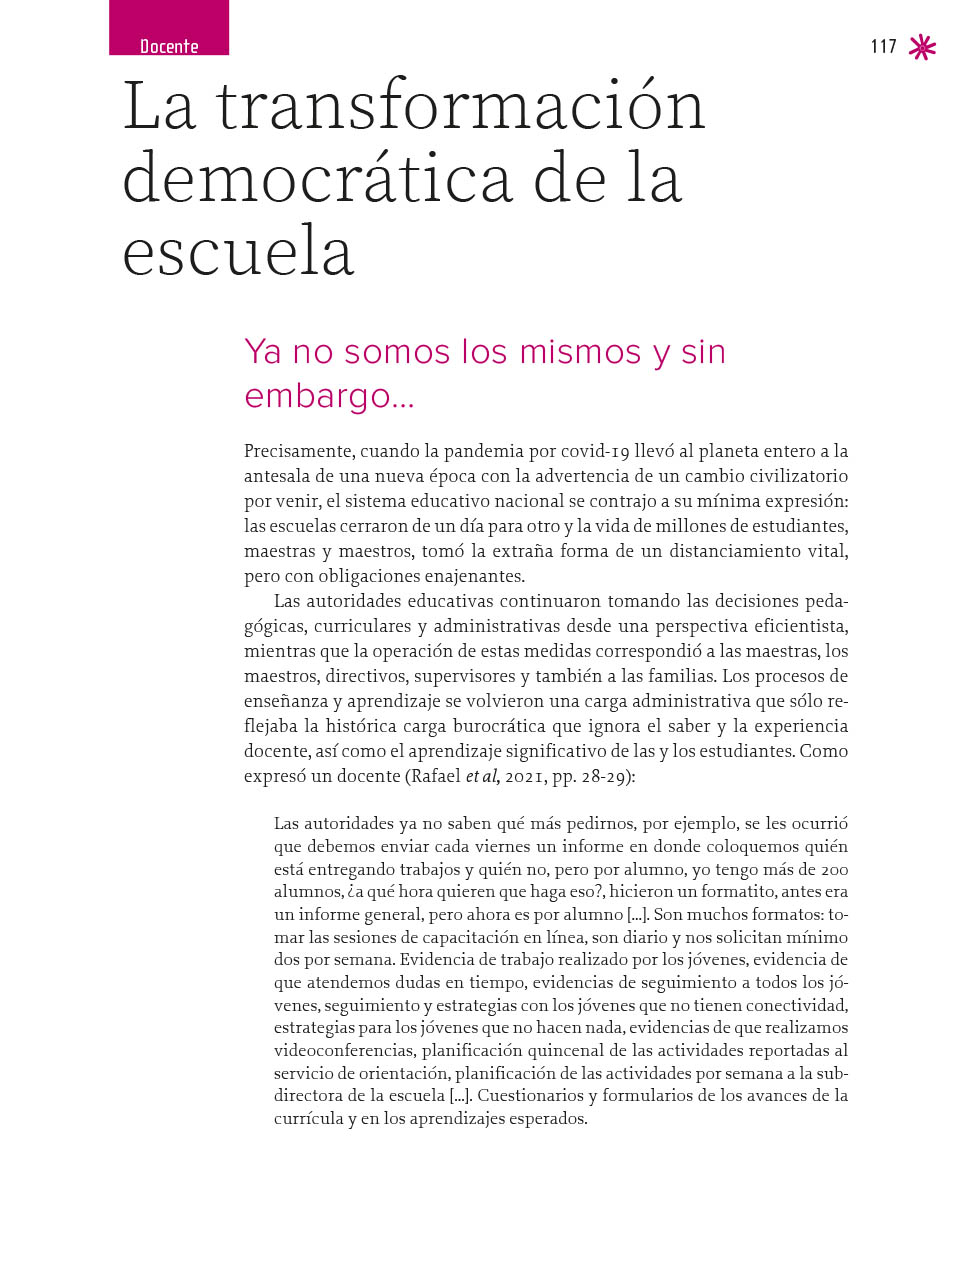 Docente
117
La transformación
democrática de la
escuela
Ya no somos los mismos y sin
embargo...
Precisamente, cuando la pandemia por covid-19 llevó al planeta entero a la
antesala de una nueva época con la advertencia de un cambio civilizatorio
por venir, el sistema educativo nacional se contrajo a su mínima expresión:
las escuelas cerraron de un día para otro y la vida de millones de estudiantes,
maestras y maestros, tomó la extraña forma de un distanciamiento vital,
pero con obligaciones enajenantes.
Las autoridades educativas continuaron tomando las decisiones peda-
gógicas, curriculares y administrativas desde una perspectiva eficientista,
mientras que la operación de estas medidas correspondió a las maestras, los
maestros, directivos, supervisores y también a las familias. Los procesos de
enseñanza y aprendizaje se volvieron una carga administrativa que sólo re-
flejaba la histórica carga burocrática que ignora el saber y la experiencia
docente, así como el aprendizaje significativo de las y los estudiantes. Como
expresó un docente (Rafael et al, 2021, pp. 28-29):
Las autoridades ya no saben qué más pedirnos, por ejemplo, se les ocurrió
que debemos enviar cada viernes un informe en donde coloquemos quién
está entregando trabajos y quién no, pero por alumno, yo tengo más de 200
alumnos, ¿a qué hora quieren que haga eso?, hicieron un formatito, antes era
un informe general, pero ahora es por alumno [...]. Son muchos formatos: to-
mar las sesiones de capacitación en línea, son diario y nos solicitan mínimo
dos por semana. Evidencia de trabajo realizado por los jóvenes, evidencia de
que atendemos dudas en tiempo, evidencias de seguimiento a todos los jó-
venes, seguimiento y estrategias con los jóvenes que no tienen conectividad,
estrategias para los jóvenes que no hacen nada, evidencias de que realizamos
videoconferencias, planificación quincenal de las actividades reportadas al
servicio de orientación, planificación de las actividades por semana a la sub-
directora de la escuela [...]. Cuestionarios y formularios de los avances de la
currícula y en los aprendizajes esperados.